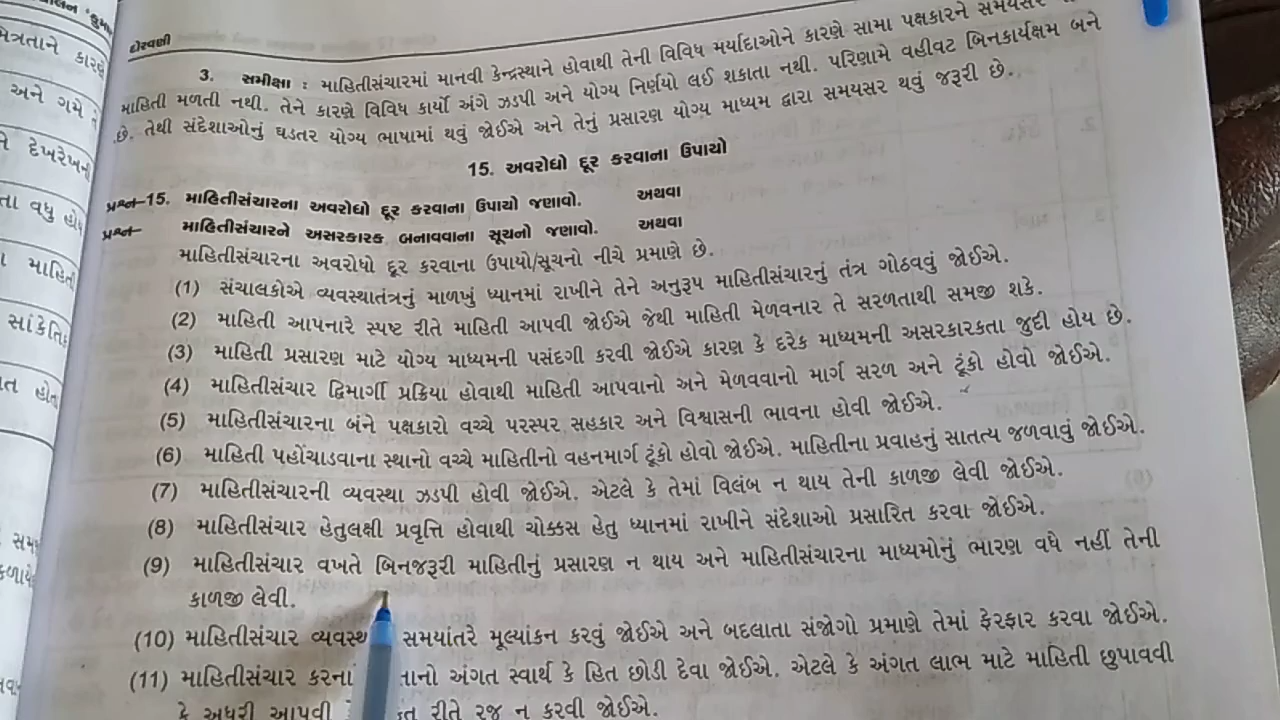 દોરવણી
3. સમીક્ષા : માહિતીસંચારમાં માનવી કેન્દ્રસ્થાને હોવાથી તેની વિવિધ મર્યાદાઓને કારણે સામા પક્ષકારને સમયસર
માહિતી મળતી નથી. તેને કારણે વિવિધ કાર્યો અંગે ઝડપી અને યોગ્ય નિર્ણયો લઈ શકાતા નથી. પરિણામે વહીવટ બિનકાર્યક્ષમ બને
છે. તેથી સંદેશાઓનું ઘડતર યોગ્ય ભાષામાં થવું જોઈએ અને તેનું પ્રસારણ યોગ્ય માધ્યમ દ્વારા સમયસર થવું જરૂરી છે.
15. અવરોધો દૂર કરવાના ઉપાયો
પ્રશ્ન-15. માહિતીસંચારના અવરોધો દૂર કરવાના ઉપાયો જણાવો. અથવા
પ્રશ્ન- માહિતીસંચારને અસરકારક બનાવવાના સૂચનો જણાવો. અથવા
માહિતીસંચારના અવરોધો દૂર કરવાના ઉપાયો/સૂચનો નીચે પ્રમાણે છે.
(1) સંચાલકોએ વ્યવસ્થાતંત્રનું માળખું ધ્યાનમાં રાખીને તેને અનુરૂપ માહિતીસંચારનું તંત્ર ગોઠવવું જોઈએ.
(2) માહિતી આપનારે સ્પષ્ટ રીતે માહિતી આપવી જોઈએ જેથી માહિતી મેળવનાર તે સરળતાથી સમજી શકે.
(3) માહિતી પ્રસારણ માટે યોગ્ય માધ્યમની પસંદગી કરવી જોઈએ કારણ કે દરેક માધ્યમની અસરકારકતા જુદી હોય છે.
(4) માહિતીસંચાર દ્વિમાર્ગી પ્રક્રિયા હોવાથી માહિતી આપવાનો અને મેળવવાનો માર્ગ સરળ અને ટૂંકો હોવો જોઈએ.
(5) માહિતીસંચારના બંને પક્ષકારો વચ્ચે પરસ્પર સહકાર અને વિશ્વાસની ભાવના હોવી જોઈએ.
(6) માહિતી પહોંચાડવાના સ્થાનો વચ્ચે માહિતીનો વહનમાર્ગ ટૂંકો હોવો જોઈએ. માહિતીના પ્રવાહનું સાતત્ય જળવાવું જોઈએ.
(7) માહિતીસંચારની વ્યવસ્થા ઝડપી હોવી જોઈએ. એટલે કે તેમાં વિલંબ ન થાય તેની કાળજી લેવી જોઈએ.
(8) માહિતીસંચાર હેતુલક્ષી પ્રવૃત્તિ હોવાથી ચોક્કસ હેતુ ધ્યાનમાં રાખીને સંદેશાઓ પ્રસારિત કરવા જોઈએ.
(9) માહિતીસંચાર વખતે બિનજરૂરી માહિતીનું પ્રસારણ ન થાય અને માહિતીસંચારના માધ્યમોનું ભારણ વધે નહીં તેની
કાળજી લેવી.
(10) માહિતીસંચાર સમયાંતરે મૂલ્યાંકન કરવું જોઈએ અને બદલાતા સંજોગો પ્રમાણે તેમાં ફેરફાર કરવા જોઈએ.
(11) માહિતીસંચાર અંગત સ્વાર્થ કે હિત છોડી દેવા જોઈએ. એટલે કે અંગત લાભ માટે માહિતી છુપાવવી
કે અધૂરી આપવી રીતે રજૂ ન કરવી જોઈએ.